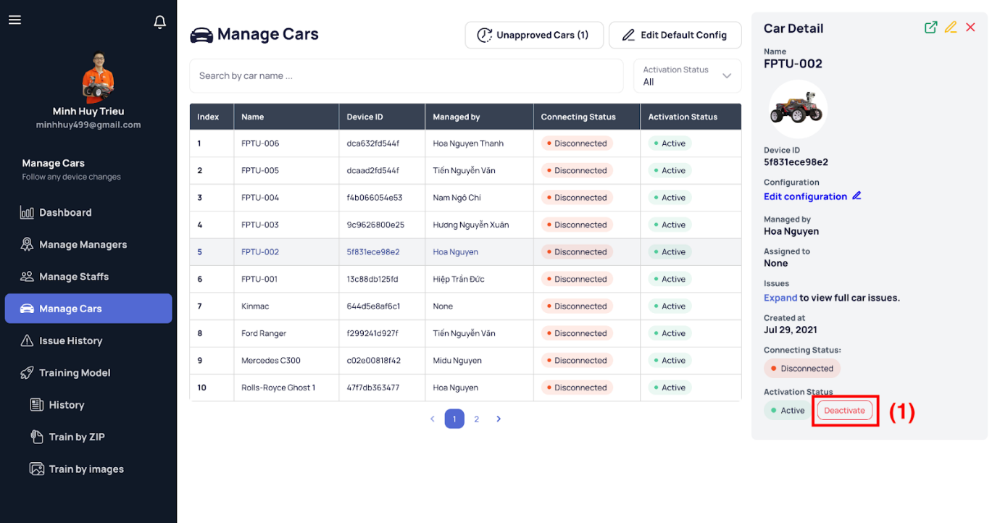 Minh Huy Trieu
minhhuy499@gmail.com
Manage Cars
Follow any device changes
Dashboard
Manage Managers
Manage Staffs
Manage Cars
Issue History
Training Model
History
Train by ZIP
Train by images
Manage Cars
Unapproved Cars (1)
Edit Default Config
Search by car name ...
Activation Status
All
Index Name Device ID Managed by Connecting Status Activation Status
1 FPTU-006 dca632fd544f Hoa Nguyen Thanh Disconnected Active
2 FPTU-005 dcaad2fd544f Tiến Nguyễn Văn Disconnected Active
3 FPTU-004 f4b066054e53 Nam Ngô Chí Disconnected Active
4 FPTU-003 9c9626800e25 Hương Nguyễn Xuân Disconnected Active
5 FPTU-002 5f831ece98e2 Hoa Nguyen Disconnected Active
6 FPTU-001 13c88db125fd Hiệp Trần Đức Disconnected Active
7 Kinmac 644d5e8af6c1 None Disconnected Active
8 Ford Ranger f299241d927f Tiến Nguyễn Văn Disconnected Active
9 Mercedes C300 c02e00818f42 Midu Nguyen Disconnected Active
10 Rolls-Royce Ghost 1 47f7db363477 Hoa Nguyen Disconnected Active
1 2
Car Detail
Name
FPTU-002
Device ID
5f831ece98e2
Configuration
Edit configuration
Managed by
Hoa Nguyen
Assigned to
None
Issues
Expand to view full car issues.
Created at
Jul 29, 2021
Connecting Status:
Disconnected
Activation Status
Active Deactivate (1)